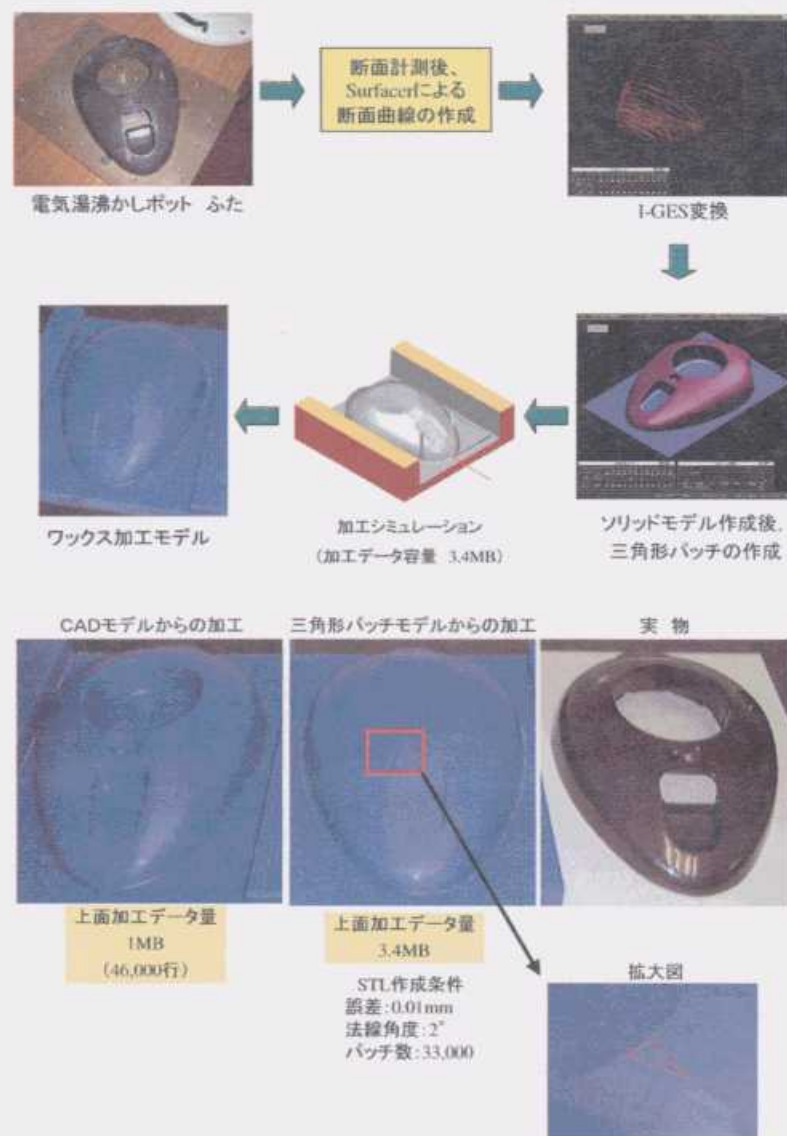 断面計測後、
Surfacerによる
断面曲線の作成
電気湯沸かしポット　ふた
I-GES変換
ワックス加工モデル
加工シミュレーション
(加工データ容量 3.4MB)
ソリッドモデル作成後、
三角形パッチの作成
CADモデルからの加工
三角形パッチモデルからの加工
実 物
上面加工データ量
1MB
(46,000行)
上面加工データ量
3.4MB
STL作成条件
誤差:0.01mm
法線角度:2°
パッチ数:33,000
拡大図